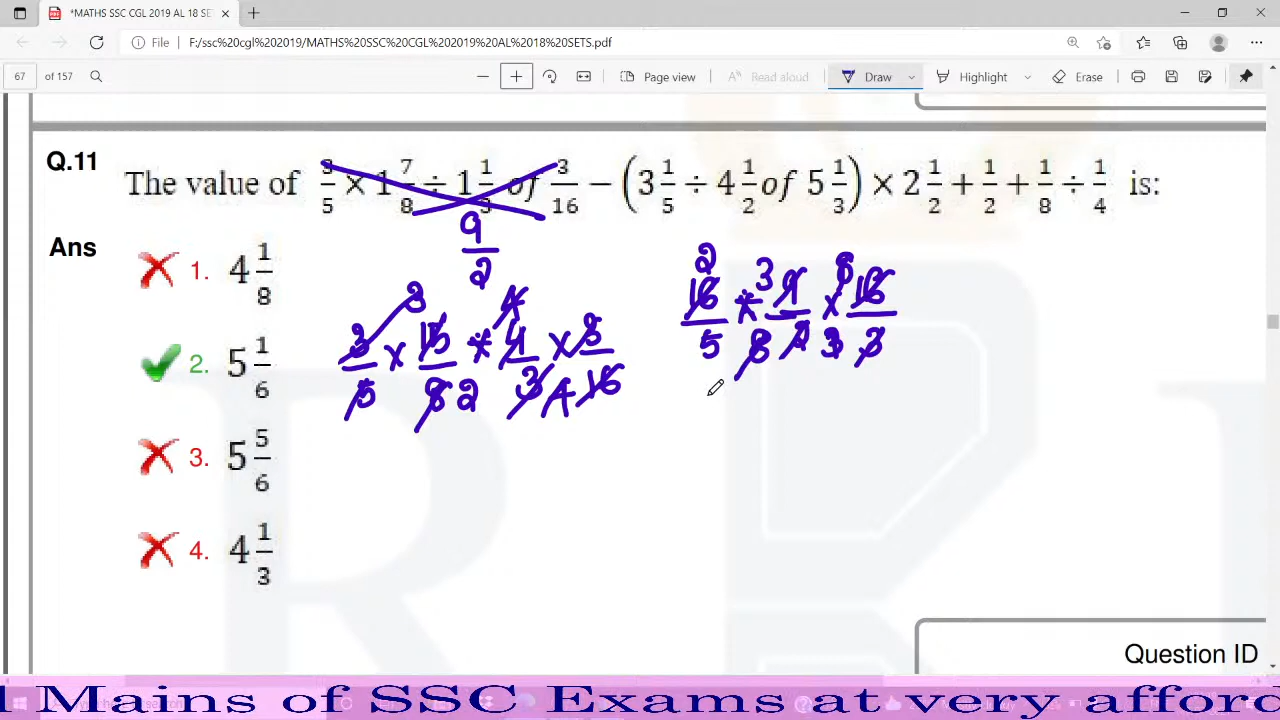 *MATHS SSC CGL 2019 AL 18 SE
File F:/ssc%20cgl%202019/MATHS%20SSC%20CGL%202019%20AL%2018%20SETS.pdf
67 of 157 Page view Read aloud Draw Highlight Erase
Q.11 The value of 3/5 × 1 7/8 ÷ 1 1/3 of 3/16 − (3 1/5 ÷ 4 1/2 of 5 1/3) × 2 1/2 + 1/2 + 1/8 ÷ 1/4 is:
9/2
Ans
1. 4 1/8
2. 5 1/6
3. 5 5/6
4. 4 1/3
Question ID
d Mains of SSC Exams at very affor